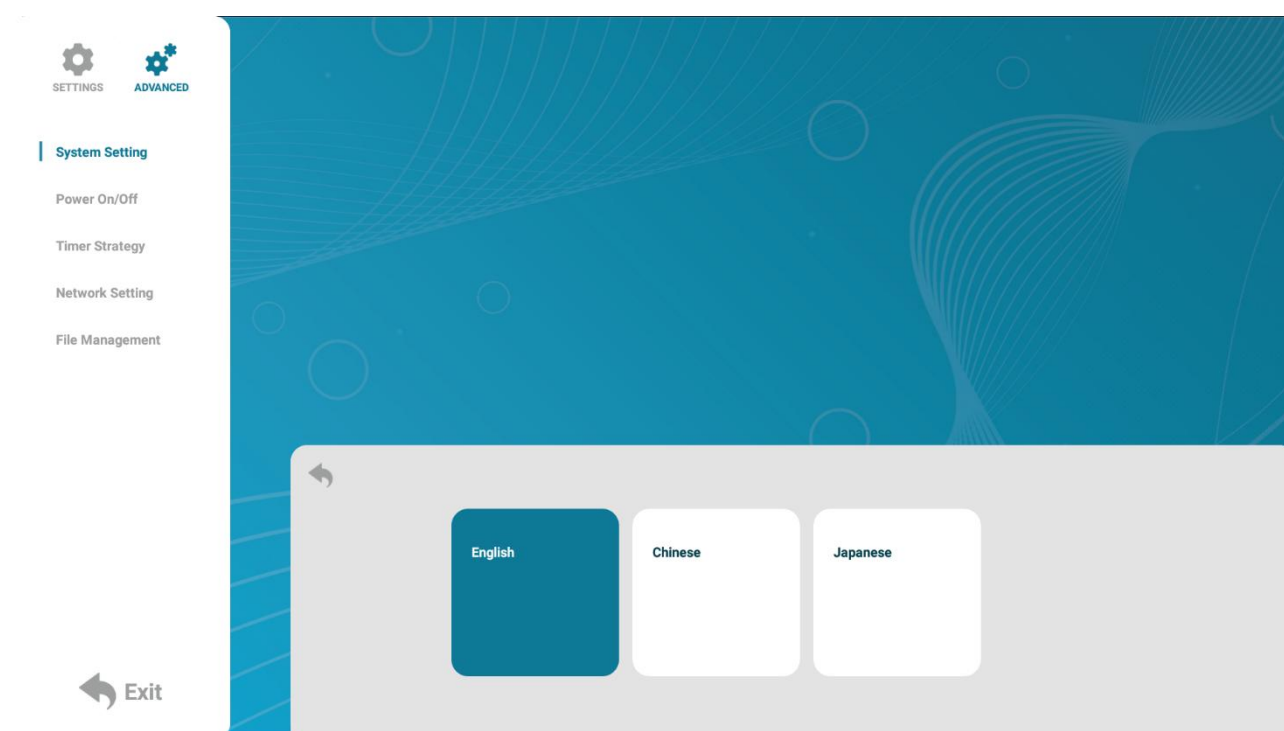 SETTINGS ADVANCED
System Setting
Power On/Off
Timer Strategy
Network Setting
File Management
English Chinese Japanese
Exit